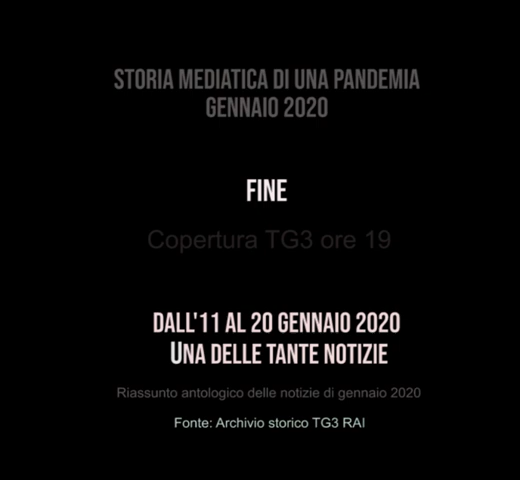 STORIA MEDIATICA DI UNA PANDEMIA
GENNAIO 2020
FINE
Copertura TG3 ore 19
DALL'11 AL 20 GENNAIO 2020
UNA DELLE TANTE NOTIZIE
Riassunto antologico delle notizie di gennaio 2020
Fonte: Archivio storico TG3 RAI